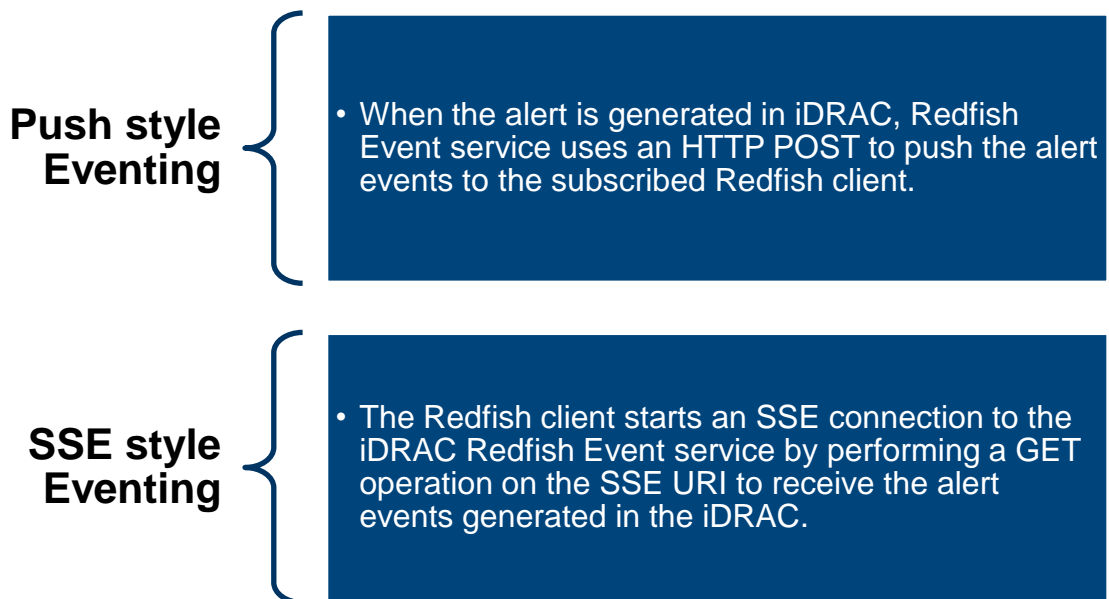 Push style
Eventing
• When the alert is generated in iDRAC, Redfish
Event service uses an HTTP POST to push the alert
events to the subscribed Redfish client.
SSE style
Eventing
• The Redfish client starts an SSE connection to the
iDRAC Redfish Event service by performing a GET
operation on the SSE URI to receive the alert
events generated in the iDRAC.